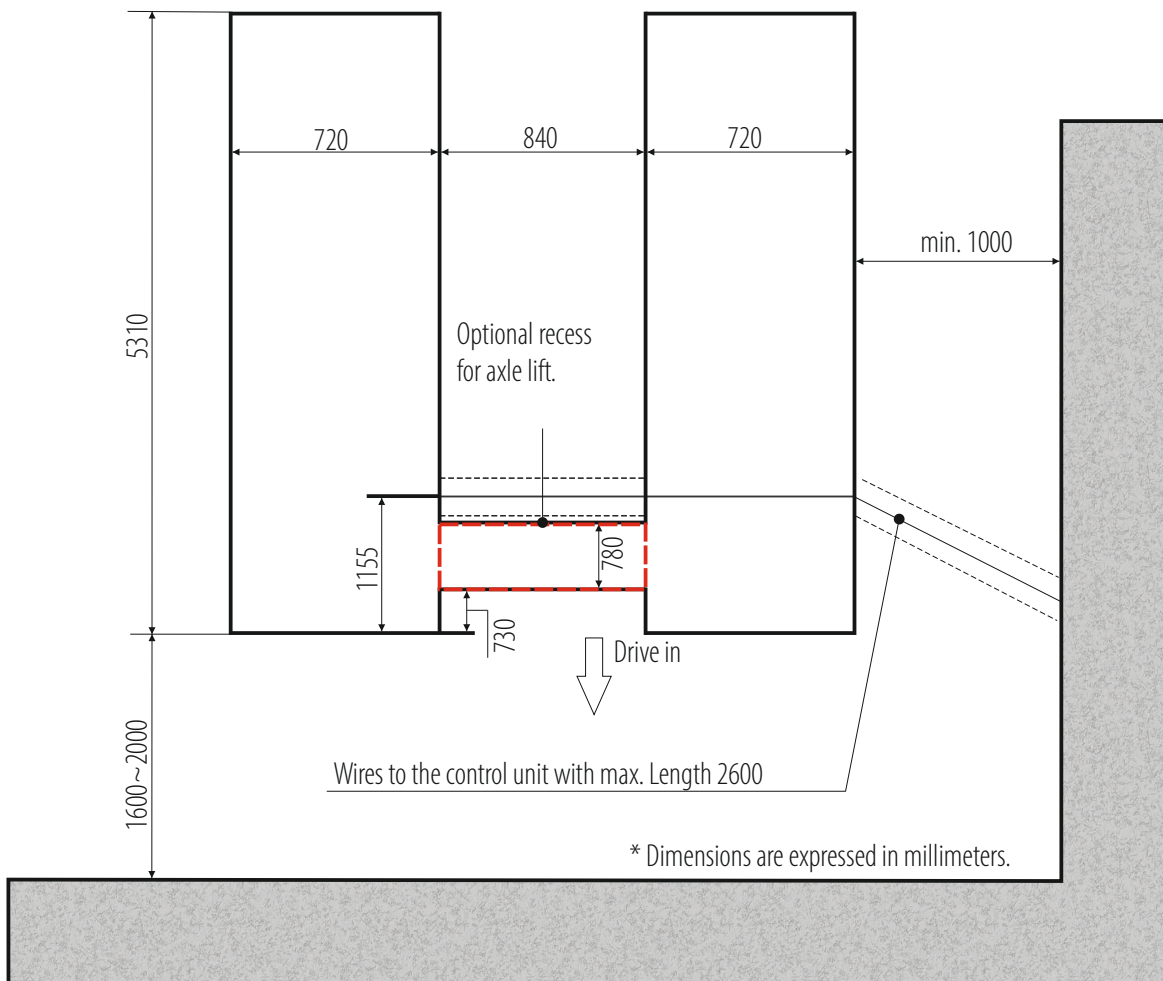 720
840
720
min. 1000
5310
Optional recess
for axle lift.
1155
780
730
Drive in
1600~2000
Wires to the control unit with max. Length 2600
* Dimensions are expressed in millimeters.